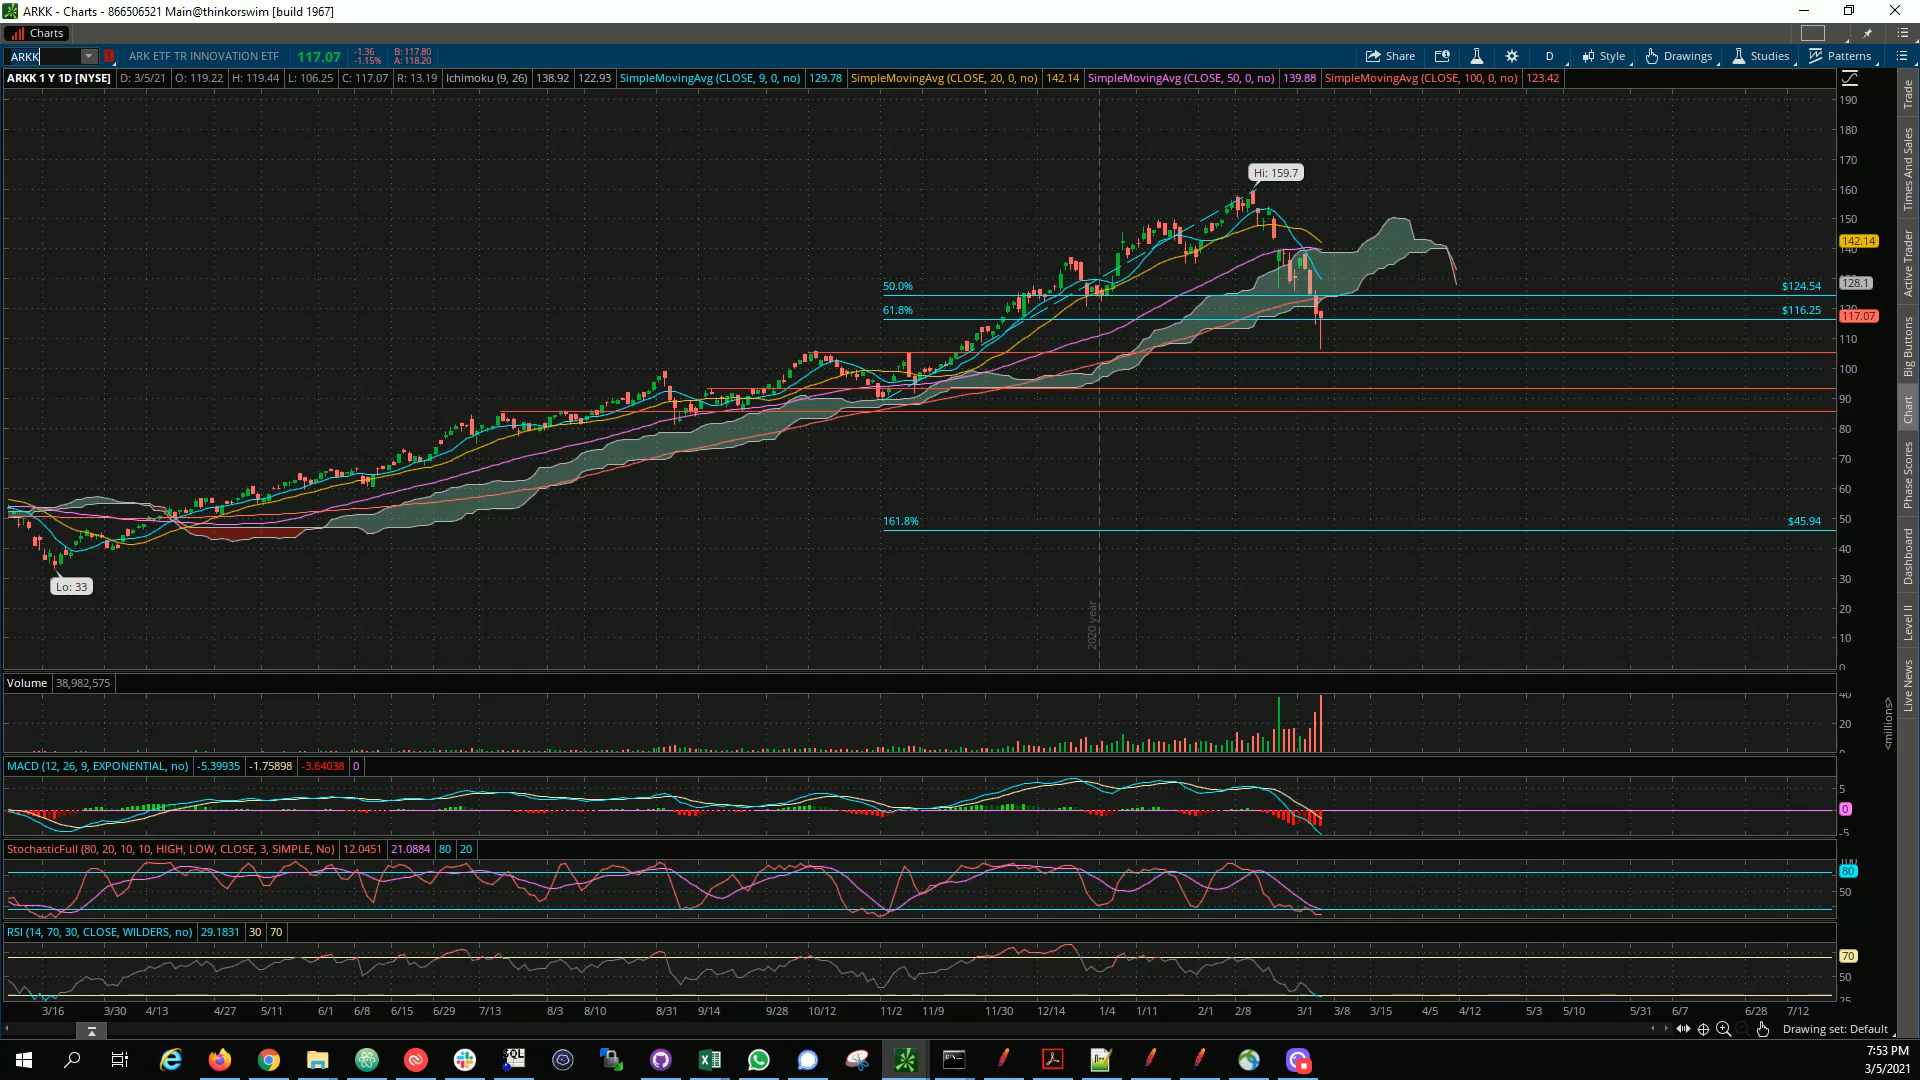 ARKK - Charts - 866506521 Main@thinkorswim [build 1967]
Charts
ARKK ARK ETF TR INNOVATION ETF 117.07 -1.36 -1.15% B: 117.80 A: 118.20 Share D Style Drawings Studies Patterns
ARKK 1 Y 1D [NYSE] D: 3/5/21 O: 119.22 H: 119.44 L: 106.25 C: 117.07 R: 13.19 Ichimoku (9, 26) 138.92 122.93 SimpleMovingAvg (CLOSE, 9, 0, no) 129.78 SimpleMovingAvg (CLOSE, 20, 0, no) 142.14 SimpleMovingAvg (CLOSE, 50, 0, no) 139.88 SimpleMovingAvg (CLOSE, 100, 0, no) 123.42
190
180
170
Hi: 159.7
160
150
142.14
140
50.0% $124.54
128.1
61.8% $116.25
120
117.07
110
100
90
80
70
60
161.8% $45.94
50
40
Lo: 33
30
20
10
0
2020 year
Trade
Times And Sales
Active Trader
Big Buttons
Chart
Phase Scores
Dashboard
Level II
Live News
Volume 38,982,575
40
20
<millions>
MACD (12, 26, 9, EXPONENTIAL, no) -5.39935 -1.75898 -3.64038 0
5
0
-5
StochasticFull (80, 20, 10, 10, HIGH, LOW, CLOSE, 3, SIMPLE, No) 12.0451 21.0884 80 20
100
80
50
RSI (14, 70, 30, CLOSE, WILDERS, no) 29.1831 30 70
70
50
25
3/16 3/30 4/13 4/27 5/11 6/1 6/8 6/15 6/29 7/13 8/3 8/10 8/31 9/14 9/28 10/12 11/2 11/9 11/30 12/14 1/4 1/11 2/1 2/8 3/1 3/8 3/15 4/5 4/12 5/3 5/10 5/31 6/7 6/28 7/12
Drawing set: Default
7:53 PM
3/5/2021